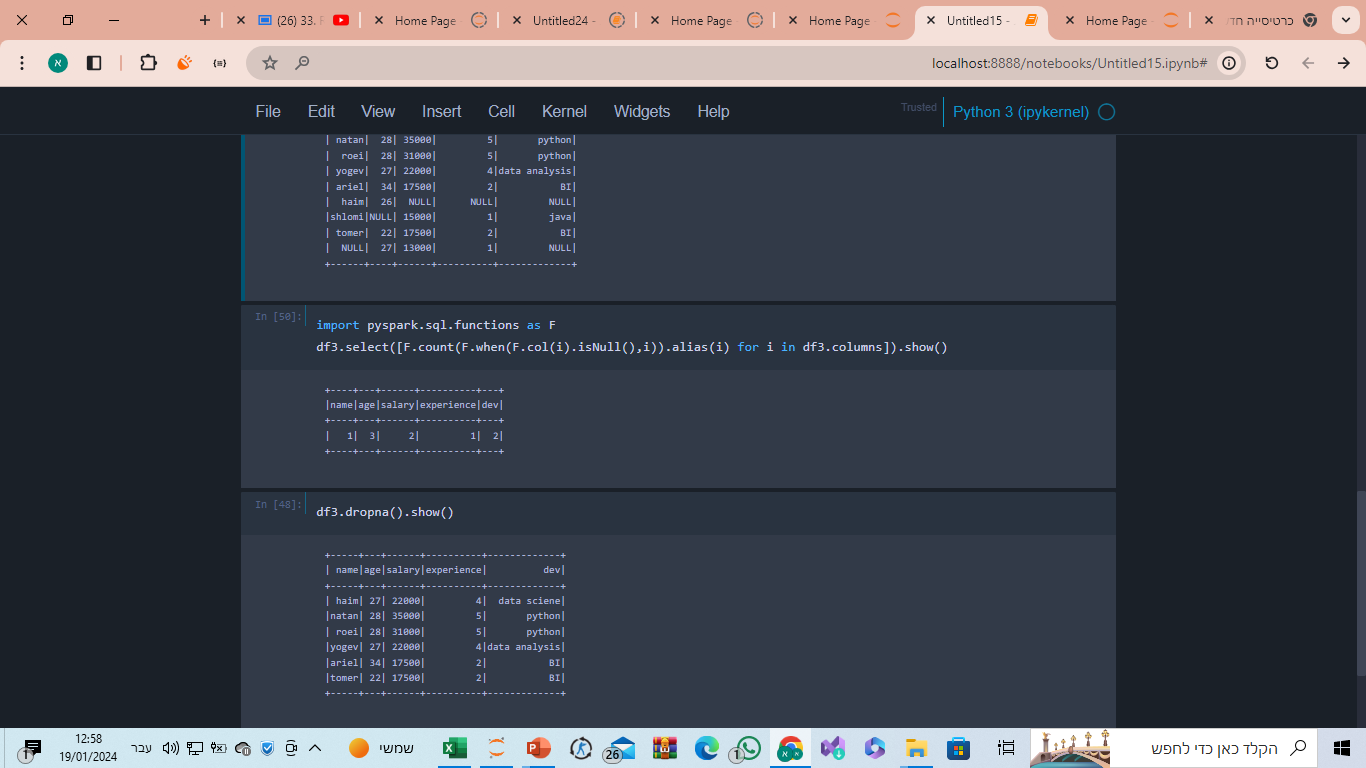 (26) 33. F
Home Page
Untitled24 -
Home Page
Home Page
Untitled15 -
Home Page -
כרטיסייה חד
א
localhost:8888/notebooks/Untitled15.ipynb#
File Edit View Insert Cell Kernel Widgets Help Trusted Python 3 (ipykernel)
| natan| 28| 35000| 5| python|
| roei| 28| 31000| 5| python|
| yogev| 27| 22000| 4|data analysis|
| ariel| 34| 17500| 2| BI|
| haim| 26| NULL| NULL| NULL|
|shlomi|NULL| 15000| 1| java|
| tomer| 22| 17500| 2| BI|
| NULL| 27| 13000| 1| NULL|
+------+----+------+----------+-------------+
In [50]:
import pyspark.sql.functions as F
df3.select([F.count(F.when(F.col(i).isNull(),i)).alias(i) for i in df3.columns]).show()
+----+---+------+----------+---+
|name|age|salary|experience|dev|
+----+---+------+----------+---+
| 1| 3| 2| 1| 2|
+----+---+------+----------+---+
In [48]:
df3.dropna().show()
+-----+---+------+----------+-------------+
| name|age|salary|experience| dev|
+-----+---+------+----------+-------------+
| haim| 27| 22000| 4| data sciene|
|natan| 28| 35000| 5| python|
| roei| 28| 31000| 5| python|
|yogev| 27| 22000| 4|data analysis|
|ariel| 34| 17500| 2| BI|
|tomer| 22| 17500| 2| BI|
+-----+---+------+----------+-------------+
1
12:58
19/01/2024
עבר
שמשי
26
1
הקלד כאן כדי לחפש